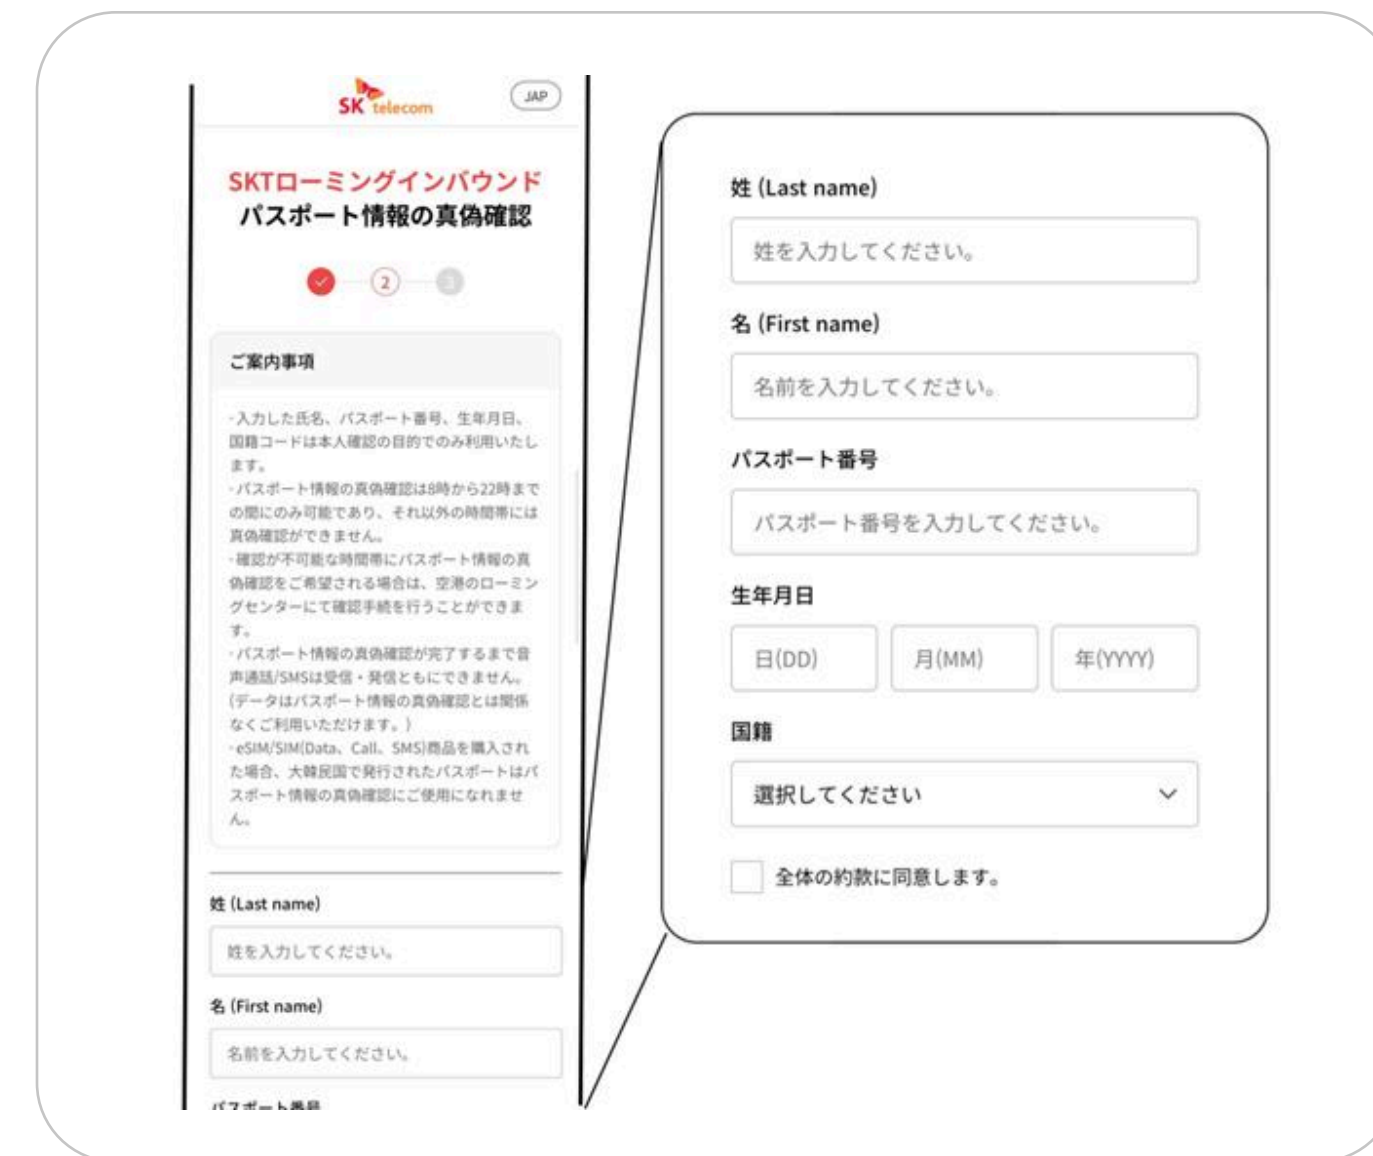 SK telecom
JAP
SKTローミングインバウンド
パスポート情報の真偽確認
2
3
ご案内事項
·入力した氏名、パスポート番号、生年月日、
国籍コードは本人確認の目的でのみ利用いたし
ます。
·パスポート情報の真偽確認は8時から22時まで
の間にのみ可能であり、それ以外の時間帯には
真偽確認ができません。
·確認が不可能な時間帯にパスポート情報の真
偽確認をご希望される場合は、空港のローミン
グセンターにて確認手続を行うことができま
す。
·パスポート情報の真偽確認が完了するまで音
声通話/SMSは受信・発信ともにできません。
(データはパスポート情報の真偽確認とは関係
なくご利用いただけます。)
·eSIM/SIM(Data、Call、SMS)商品を購入され
た場合、大韓民国で発行されたパスポートはパ
スポート情報の真偽確認にご使用になれませ
ん。
姓 (Last name)
姓を入力してください。
名 (First name)
名前を入力してください。
パスポート番号
姓 (Last name)
姓を入力してください。
名 (First name)
名前を入力してください。
パスポート番号
パスポート番号を入力してください。
生年月日
日(DD) 月(MM) 年(YYYY)
国籍
選択してください
全体の約款に同意します。